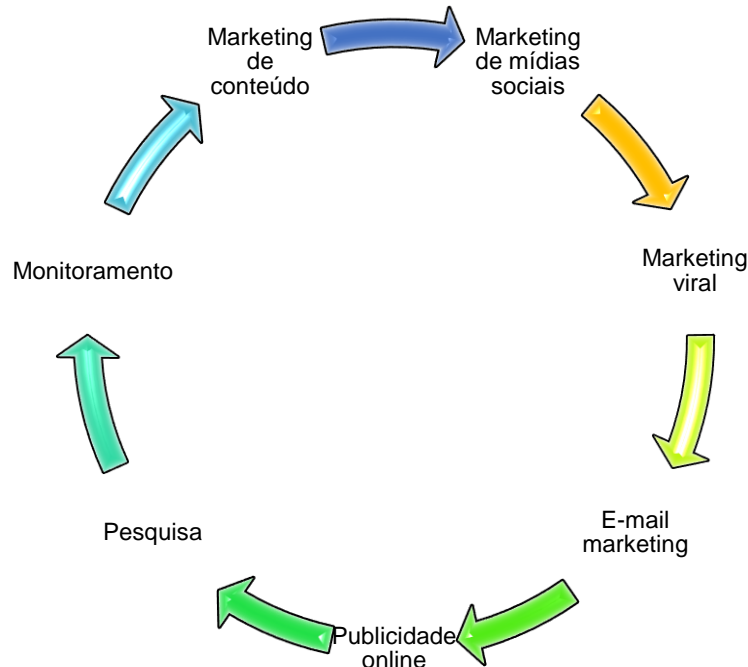 Marketing
de
conteúdo
Marketing
de mídias
sociais
Marketing
viral
E-mail
marketing
Publicidade
online
Pesquisa
Monitoramento